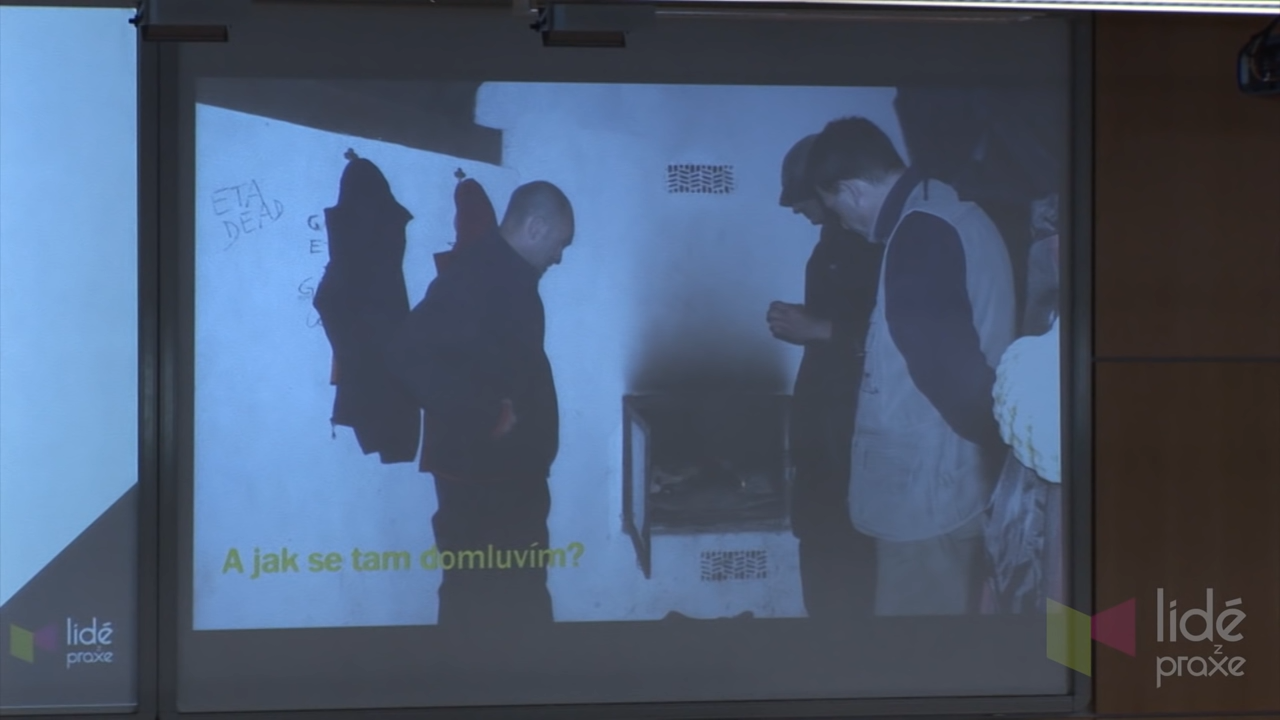 ETA
DEAD
A jak se tam domluvím?
lidé
z
praxe
lidé
z
praxe